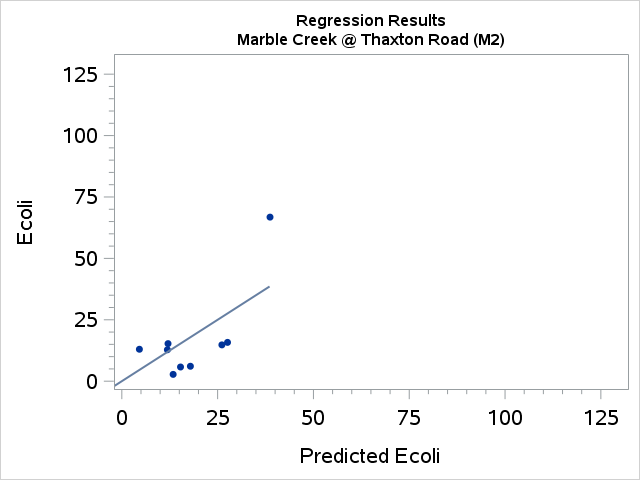 Regression Results
Marble Creek @ Thaxton Road (M2)
125
100
75
50
25
0
Ecoli
0 25 50 75 100 125
Predicted Ecoli